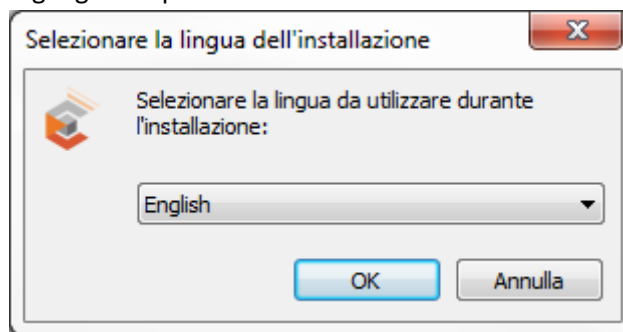 Selezionare la lingua dell'installazione
Selezionare la lingua da utilizzare durante
l'installazione:
English
OK
Annulla